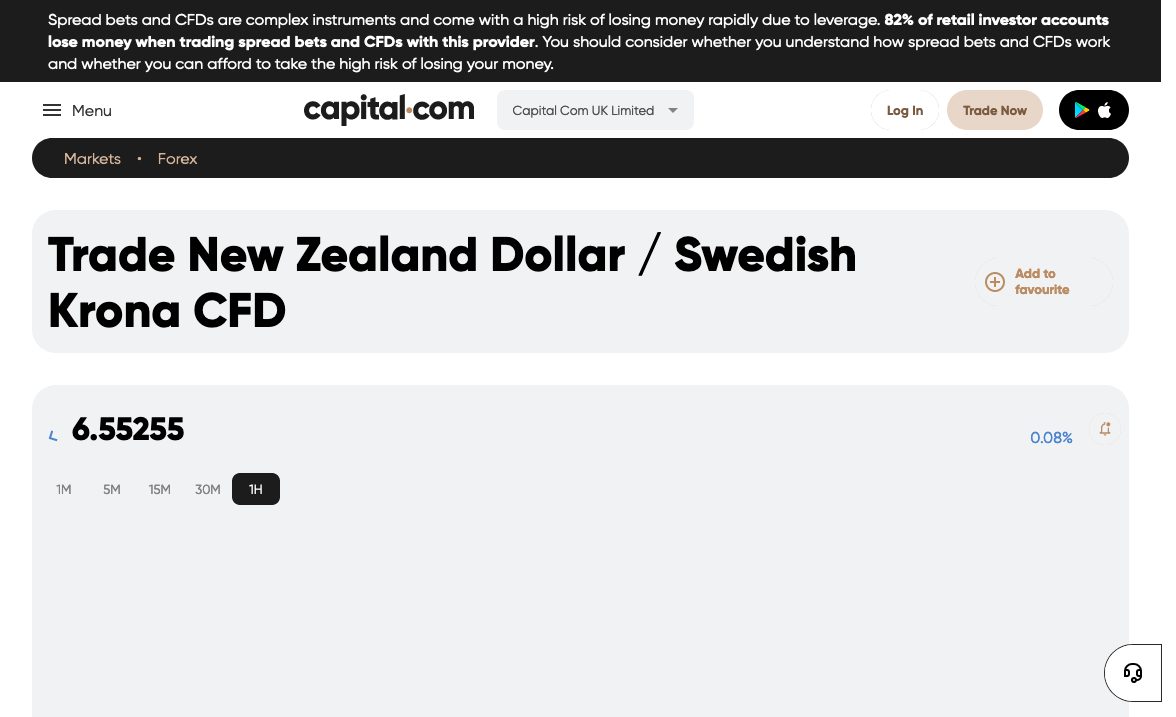 Spread bets and CFDs are complex instruments and come with a high risk of losing money rapidly due to leverage. 82% of retail investor accounts
lose money when trading spread bets and CFDs with this provider. You should consider whether you understand how spread bets and CFDs work
and whether you can afford to take the high risk of losing your money.
Menu
capital.com
Capital Com UK Limited
Log In
Trade Now
Markets • Forex
Trade New Zealand Dollar / Swedish
Krona CFD
Add to
favourite
6.55255
0.08%
1M 5M 15M 30M 1H